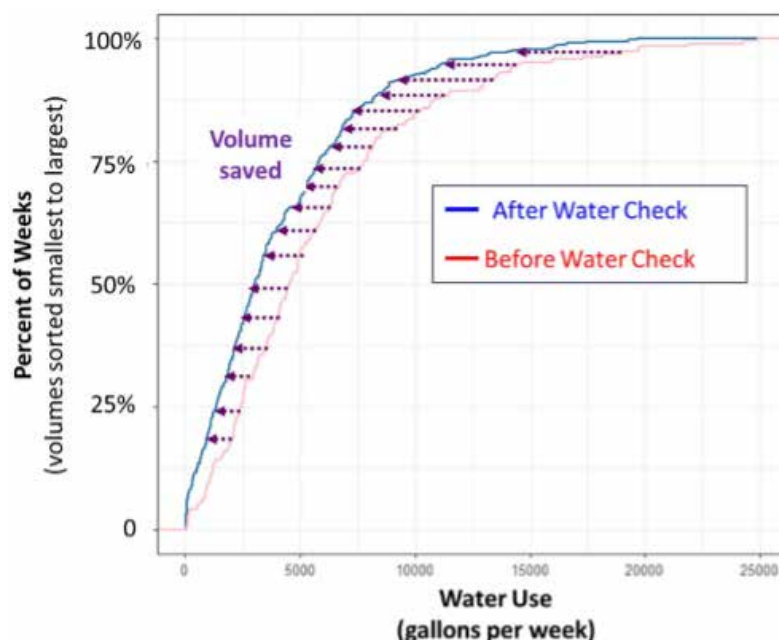 100%
75%
50%
25%
0
Percent of Weeks
(volumes sorted smallest to largest)
Volume
saved
After Water Check
Before Water Check
0
5000
10000
15000
20000
25000
Water Use
(gallons per week)